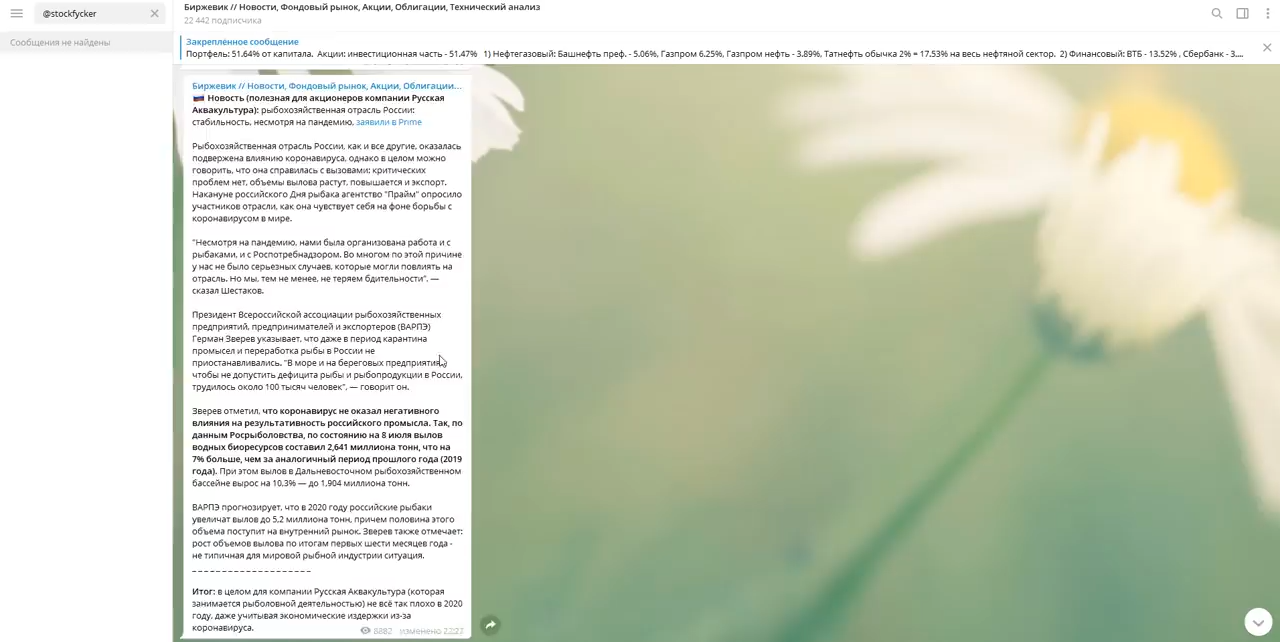 @stockfycker
Сообщения не найдены
Биржевик // Новости, Фондовый рынок, Акции, Облигации, Технический анализ
22 442 подписчика
Закреплённое сообщение
Портфель: 51.64% от капитала.  Акции: инвестиционная часть - 51.47%   1) Нефтегазовый: Башнефть преф. - 5.06%, Газпром 6.25%, Газпром нефть - 3.89%, Татнефть обычка 2% = 17.53% на весь нефтяной сектор.  2) Финансовый: ВТБ - 13.52% , Сбербанк - 3....
Биржевик // Новости, Фондовый рынок, Акции, Облигации...
Новость (полезная для акционеров компании Русская
Аквакультура): рыбохозяйственная отрасль России:
стабильность, несмотря на пандемию, заявили в Prime
Рыбохозяйственная отрасль России, как и все другие, оказалась
подвержена влиянию коронавируса, однако в целом можно
говорить, что она справилась с вызовами: критических
проблем нет, объемы вылова растут, повышается и экспорт.
Накануне российского Дня рыбака агентство "Прайм" опросило
участников отрасли, как она чувствует себя на фоне борьбы с
коронавирусом в мире.
"Несмотря на пандемию, нами была организована работа и с
рыбаками, и с Роспотребнадзором. Во многом по этой причине
у нас не было серьезных случаев, которые могли повлиять на
отрасль. Но мы, тем не менее, не теряем бдительности", —
сказал Шестаков.
Президент Всероссийской ассоциации рыбохозяйственных
предприятий, предпринимателей и экспортеров (ВАРПЭ)
Герман Зверев указывает, что даже в период карантина
промысел и переработка рыбы в России не
приостанавливались. "В море и на береговых предприятиях,
чтобы не допустить дефицита рыбы и рыбопродукции в России,
трудилось около 100 тысяч человек", — говорит он.
Зверев отметил, что коронавирус не оказал негативного
влияния на результативность российского промысла. Так, по
данным Росрыболовства, по состоянию на 8 июля вылов
водных биоресурсов составил 2,641 миллиона тонн, что на
7% больше, чем за аналогичный период прошлого года (2019
года). При этом вылов в Дальневосточном рыбохозяйственном
бассейне вырос на 10,3% — до 1,904 миллиона тонн.
ВАРПЭ прогнозирует, что в 2020 году российские рыбаки
увеличат вылов до 5,2 миллиона тонн, причем половина этого
объема поступит на внутренний рынок. Зверев также отмечает:
рост объемов вылова по итогам первых шести месяцев года -
не типичная для мировой рыбной индустрии ситуация.
_ _ _ _ _ _ _ _ _ _ _ _ _ _ _ _ _ _ _ _
Итог: в целом для компании Русская Аквакультура (которая
занимается рыболовной деятельностью) не всё так плохо в 2020
году, даже учитывая экономические издержки из-за
коронавируса.
изменено 22:27